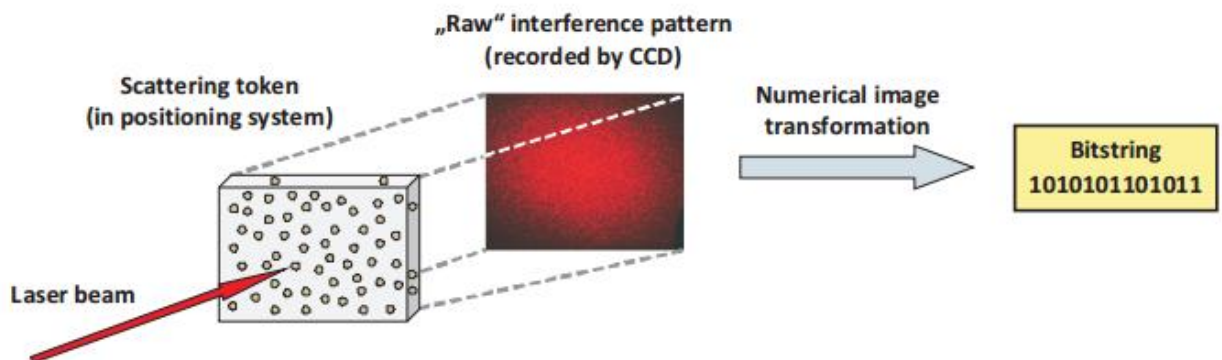 „Raw“ interference pattern
(recorded by CCD)
Scattering token
(in positioning system)
Numerical image
transformation
Bitstring
1010101101011
Laser beam